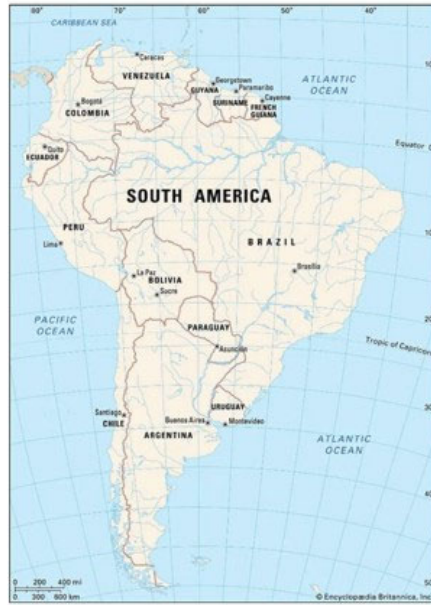 CARIBBEAN SEA
80°
70°
60°
50°
40°
Caracas
VENEZUELA
Georgetown
Paramaribo
GUYANA
SURINAME
Cayenne
FRENCH
GUIANA
ATLANTIC
OCEAN
Bogotá
COLOMBIA
Quito
ECUADOR
Equator
SOUTH AMERICA
PERU
BRAZIL
Lima
Brasília
La Paz
BOLIVIA
Sucre
PACIFIC
OCEAN
PARAGUAY
Asunción
Tropic of Capricorn
Santiago
CHILE
URUGUAY
Buenos Aires
Montevideo
ARGENTINA
ATLANTIC
OCEAN
0 200 400 mi
0 300 600 km
© Encyclopædia Britannica, Inc